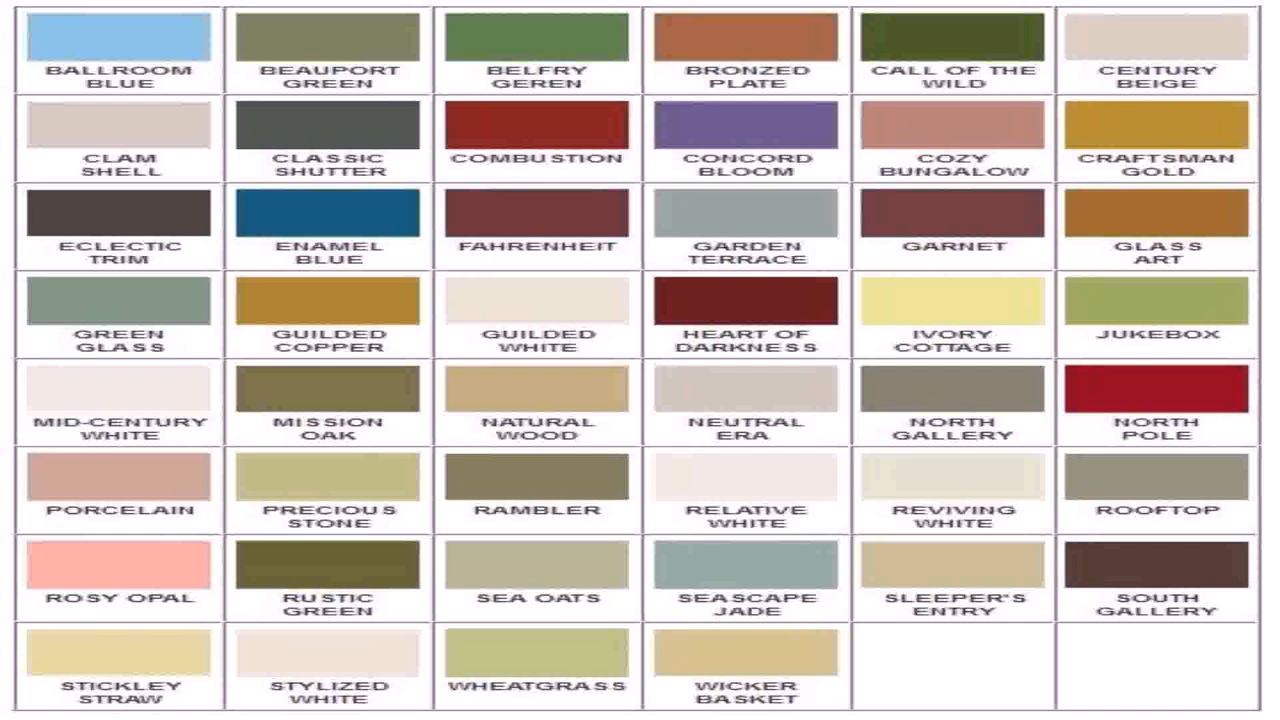 BALLROOM
BLUE
BEAUPORT
GREEN
BELFRY
GEREN
BRONZED
PLATE
CALL OF THE
WILD
CENTURY
BEIGE
CLAM
SHELL
CLASSIC
SHUTTER
COMBUSTION
CONCORD
BLOOM
COZY
BUNGALOW
CRAFTSMAN
GOLD
ECLECTIC
TRIM
ENAMEL
BLUE
FAHRENHEIT
GARDEN
TERRACE
GARNET
GLASS
ART
GREEN
GLASS
GUILDED
COPPER
GUILDED
WHITE
HEART OF
DARKNESS
IVORY
COTTAGE
JUKEBOX
MID-CENTURY
WHITE
MISSION
OAK
NATURAL
WOOD
NEUTRAL
ERA
NORTH
GALLERY
NORTH
POLE
PORCELAIN
PRECIOUS
STONE
RAMBLER
RELATIVE
WHITE
REVIVING
WHITE
ROOFTOP
ROSY OPAL
RUSTIC
GREEN
SEA OATS
SEASCAPE
JADE
SLEEPER'S
ENTRY
SOUTH
GALLERY
STICKLEY
STRAW
STYLIZED
WHITE
WHEATGRASS
WICKER
BASKET